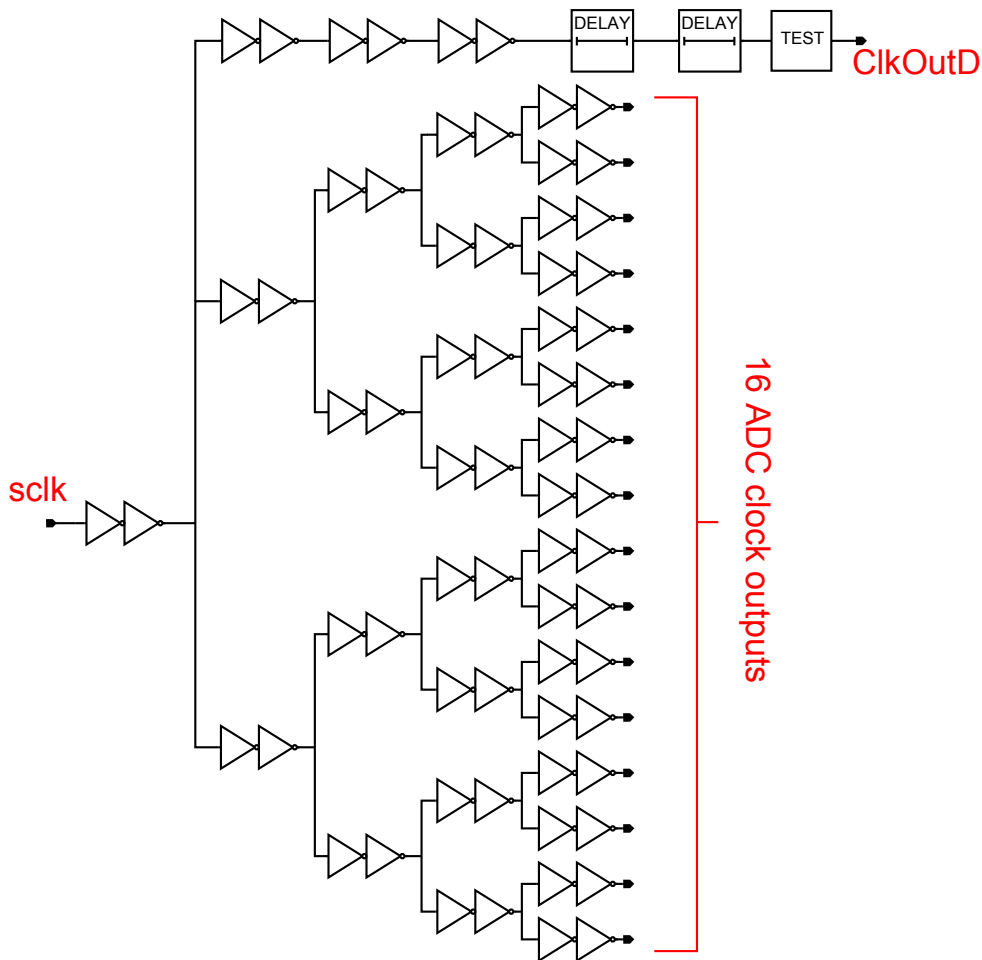 DELAY
DELAY
TEST
ClkOutD
16 ADC clock outputs
sclk